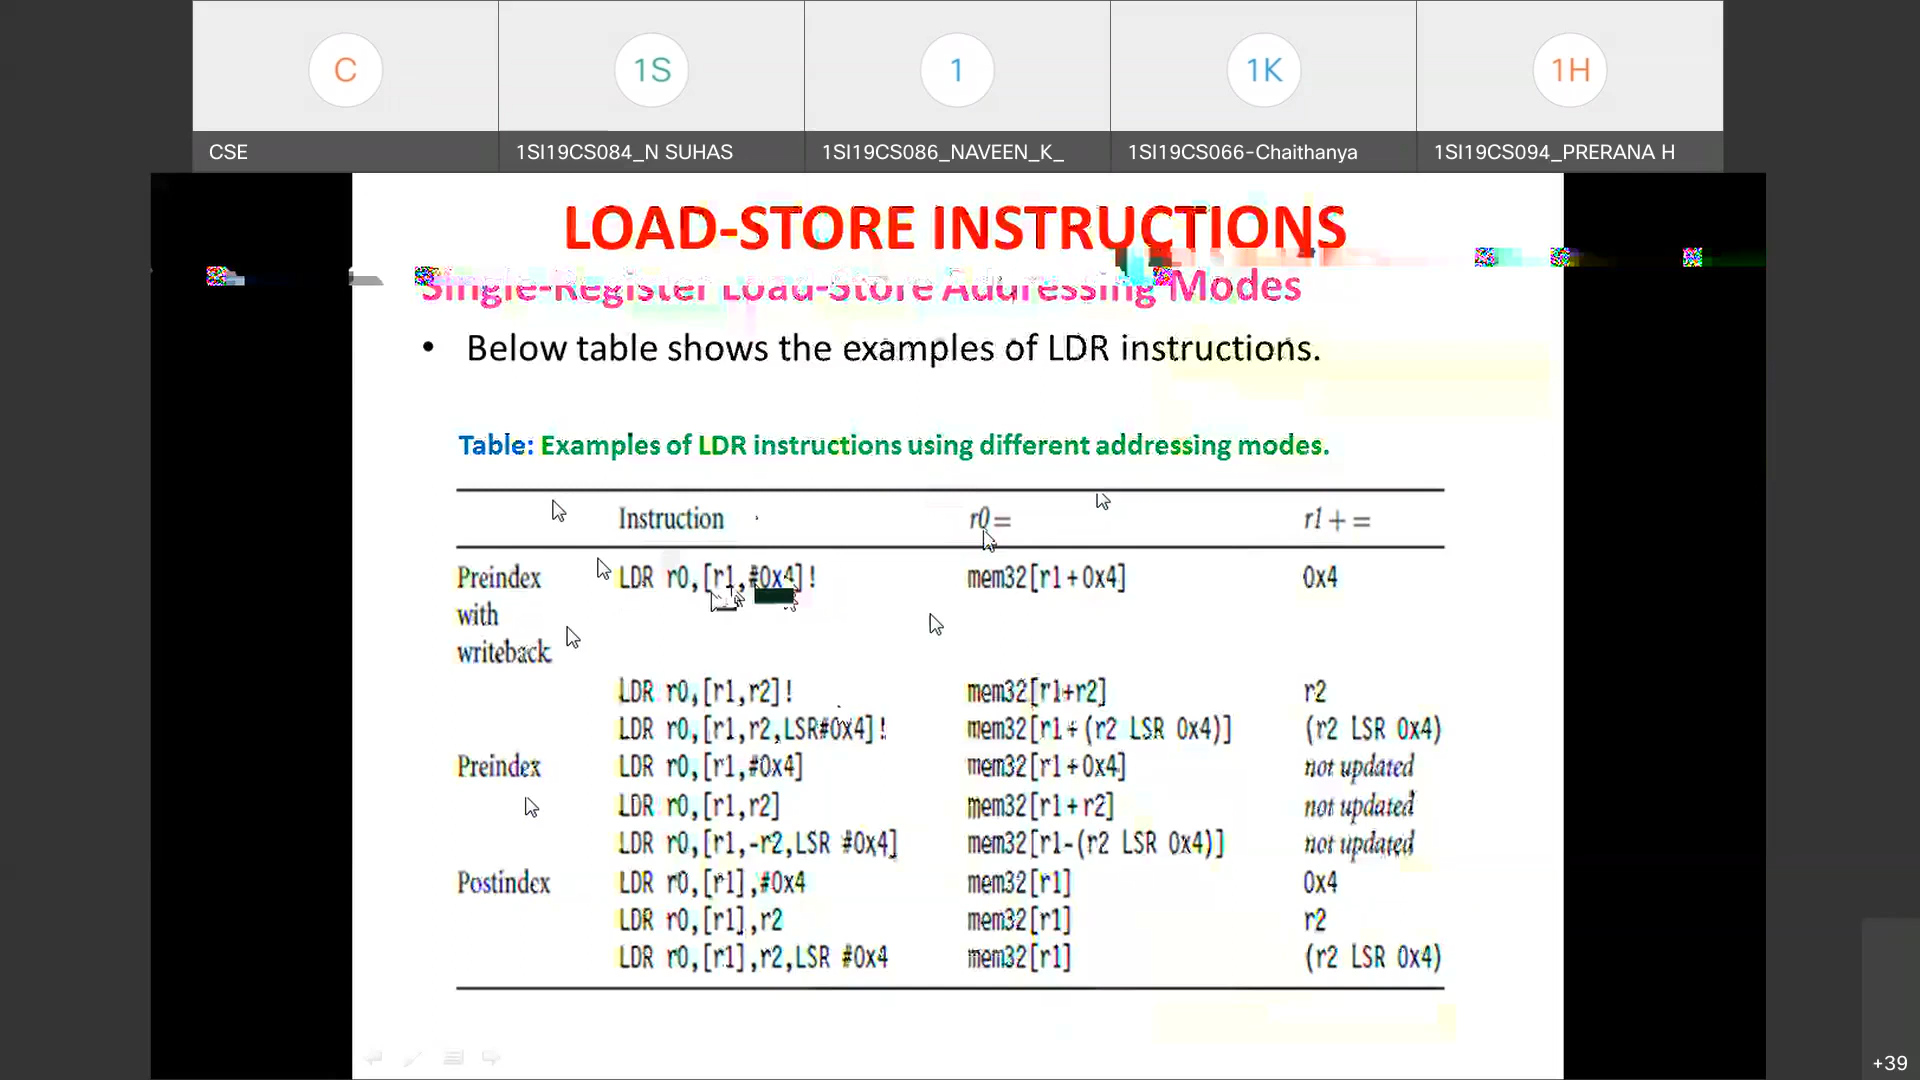 C 1S 1 1K 1H
CSE 1SI19CS084_N SUHAS 1SI19CS086_NAVEEN_K_ 1SI19CS066-Chaithanya 1SI19CS094_PRERANA H
LOAD-STORE INSTRUCTIONS
Single-Register Load-Store Addressing Modes
• Below table shows the examples of LDR instructions.
Table: Examples of LDR instructions using different addressing modes.
Instruction r0 = r1 + =
Preindex LDR r0,[r1,#0x4]! mem32[r1+0x4] 0x4
with
writeback
LDR r0,[r1,r2]! mem32[r1+r2] r2
LDR r0,[r1,r2,LSR#0x4]! mem32[r1+(r2 LSR 0x4)] (r2 LSR 0x4)
Preindex LDR r0,[r1,#0x4] mem32[r1+0x4] not updated
LDR r0,[r1,r2] mem32[r1+r2] not updated
LDR r0,[r1,-r2,LSR #0x4] mem32[r1-(r2 LSR 0x4)] not updated
Postindex LDR r0,[r1],#0x4 mem32[r1] 0x4
LDR r0,[r1],r2 mem32[r1] r2
LDR r0,[r1],r2,LSR #0x4 mem32[r1] (r2 LSR 0x4)
+39